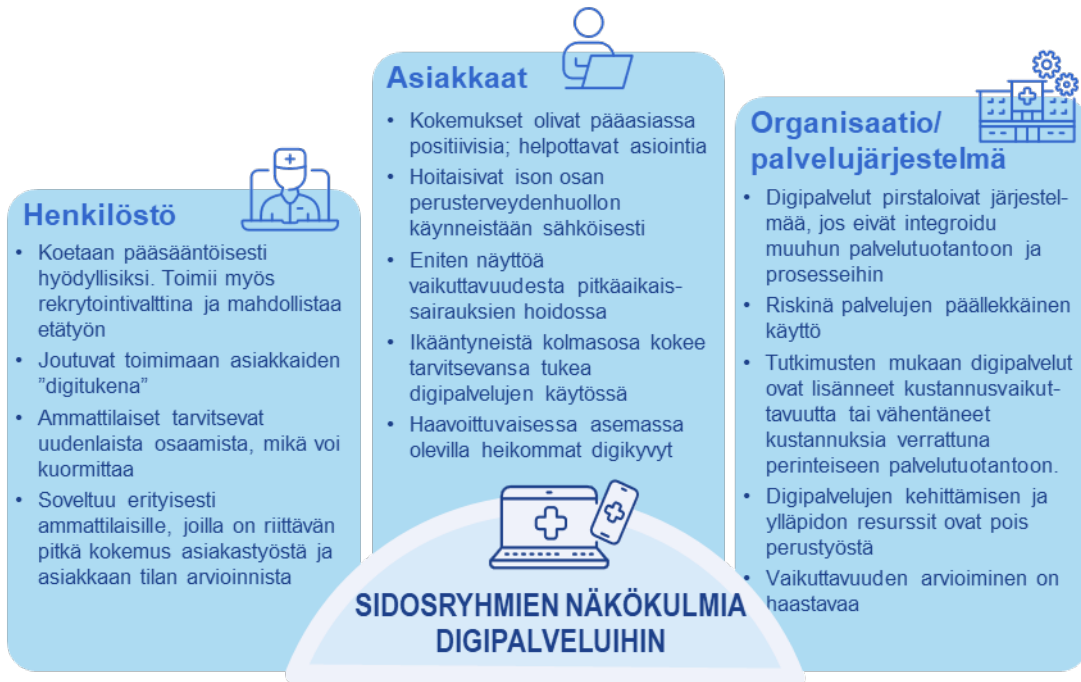 Henkilöstö
• Koetaan pääsääntöisesti
hyödyllisiksi. Toimii myös
rekrytointivalttina ja mahdollistaa
etätyön
• Joutuvat toimimaan asiakkaiden
”digitukena”
• Ammattilaiset tarvitsevat
uudenlaista osaamista, mikä voi
kuormittaa
• Soveltuu erityisesti
ammattilaisille, joilla on riittävän
pitkä kokemus asiakastyöstä ja
asiakkaan tilan arvioinnista
Asiakkaat
• Kokemukset olivat pääasiassa
positiivisia; helpottavat asiointia
• Hoitaisivat ison osan
perusterveydenhuollon
käynneistään sähköisesti
• Eniten näyttöä
vaikuttavuudesta pitkäaikais-
sairauksien hoidossa
• Ikääntyneistä kolmasosa kokee
tarvitsevansa tukea
digipalvelujen käytössä
• Haavoittuvaisessa asemassa
olevilla heikommat digikyvyt
Organisaatio/
palvelujärjestelmä
• Digipalvelut pirstaloivat järjestel-
mää, jos eivät integroidu
muuhun palvelutuotantoon ja
prosesseihin
• Riskinä palvelujen päällekkäinen
käyttö
• Tutkimusten mukaan digipalvelut
ovat lisänneet kustannusvaikut-
tavuutta tai vähentäneet
kustannuksia verrattuna
perinteiseen palvelutuotantoon.
• Digipalvelujen kehittämisen ja
ylläpidon resurssit ovat pois
perustyöstä
• Vaikuttavuuden arvioiminen on
haastavaa
SIDOSRYHMIEN NÄKÖKULMIA
DIGIPALVELUIHIN